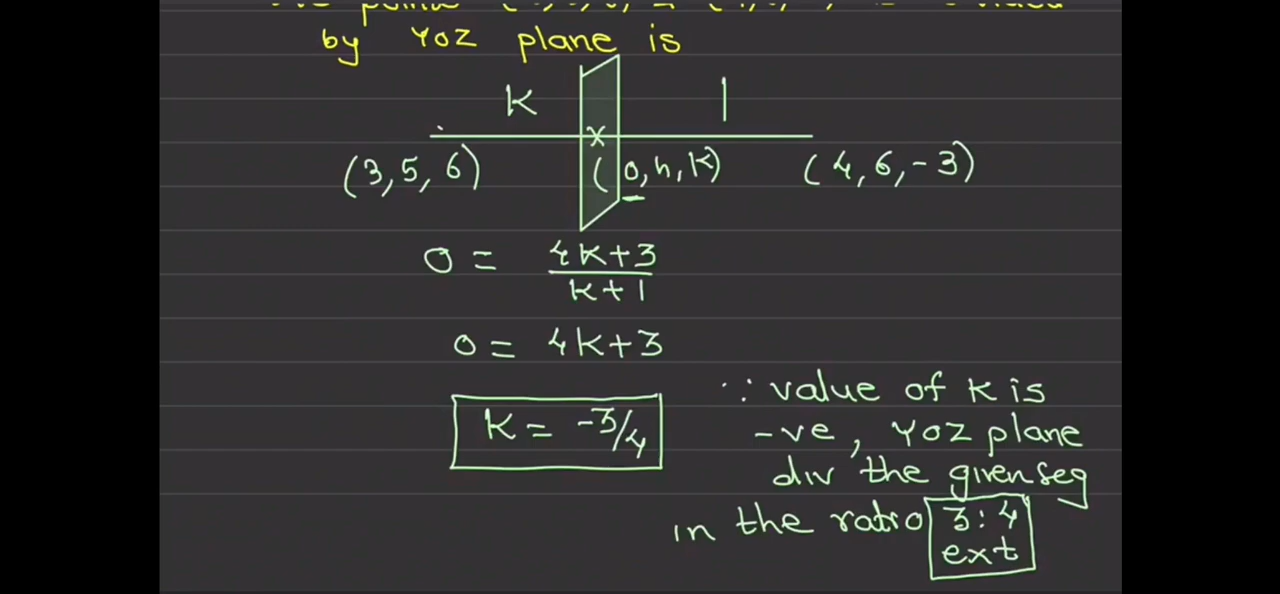 by YOZ plane is
K 1
(3, 5, 6) (0, h, k) (4, 6, -3)
0 = 4K+3
K+1
0 = 4K+3
K = -3/4
∵ value of K is
-ve, YOZ plane
div the given seg
in the ratio 3:4
ext